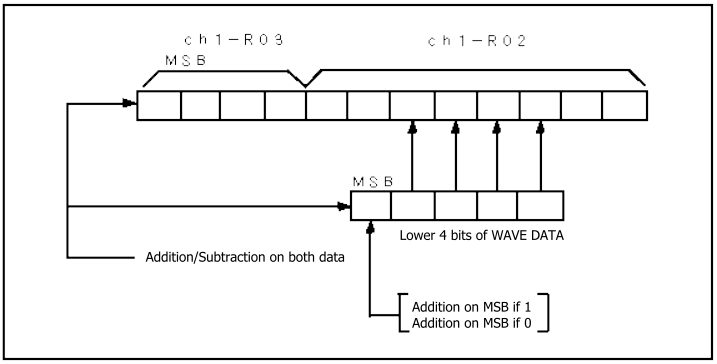 ch1-R03
ch1-R02
MSB
MSB
Lower 4 bits of WAVE DATA
Addition/Subtraction on both data
Addition on MSB if 1
Addition on MSB if 0